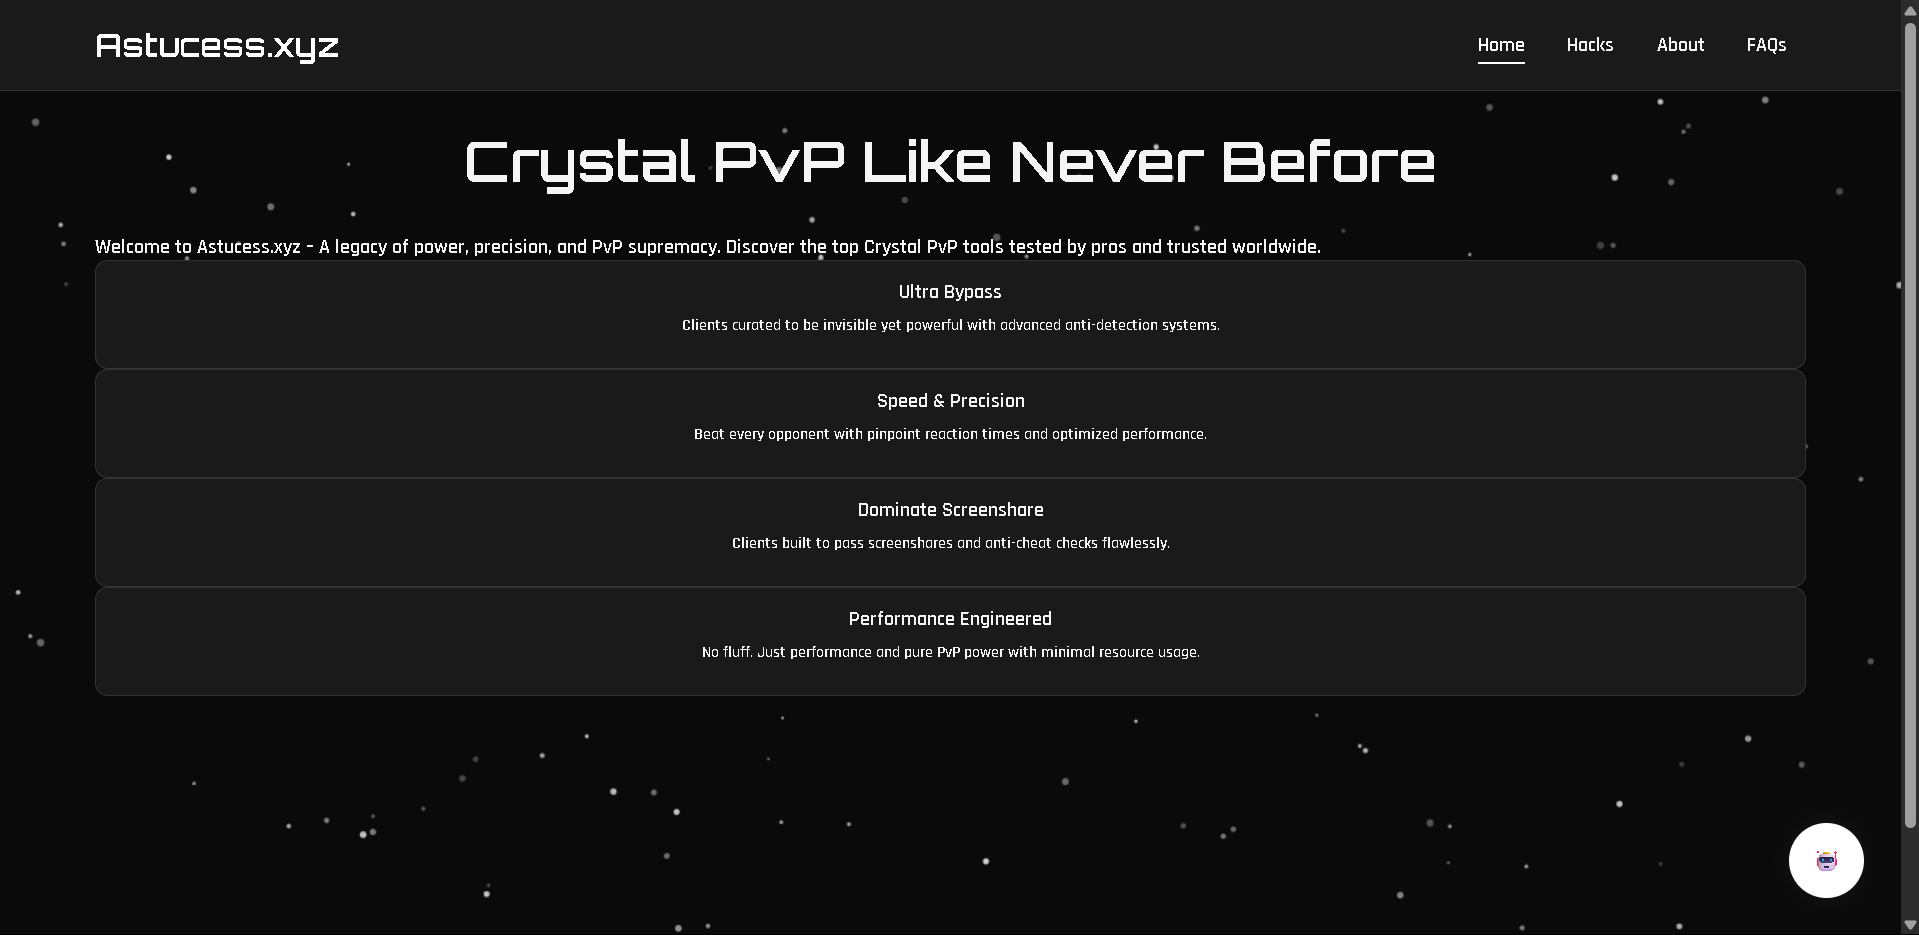 Astucess.xyz
Home Hacks About FAQs
Crystal PvP Like Never Before
Welcome to Astucess.xyz – A legacy of power, precision, and PvP supremacy. Discover the top Crystal PvP tools tested by pros and trusted worldwide.
Ultra Bypass
Clients curated to be invisible yet powerful with advanced anti-detection systems.
Speed & Precision
Beat every opponent with pinpoint reaction times and optimized performance.
Dominate Screenshare
Clients built to pass screenshares and anti-cheat checks flawlessly.
Performance Engineered
No fluff. Just performance and pure PvP power with minimal resource usage.